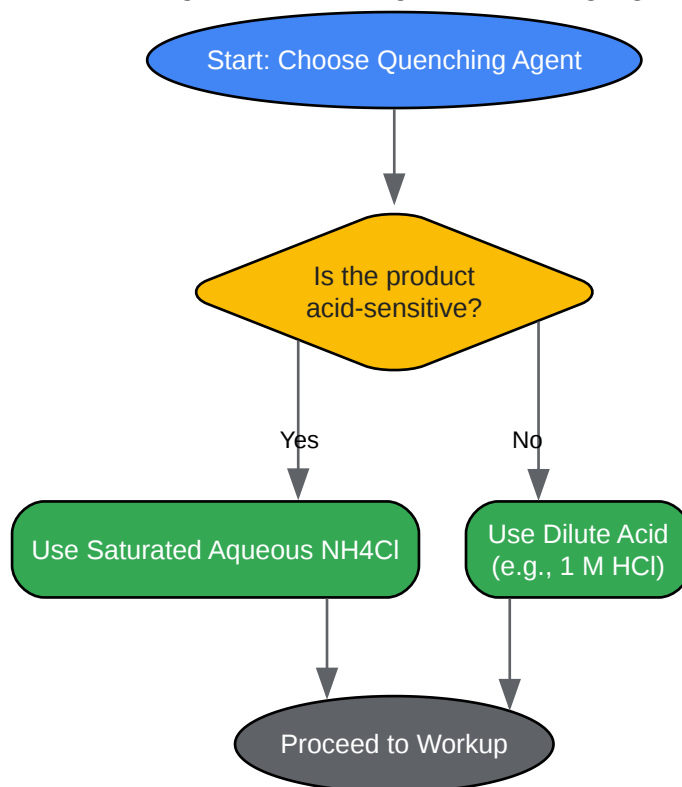 Start: Choose Quenching Agent
Is the product
acid-sensitive?
Yes
No
Use Saturated Aqueous NH4Cl
Use Dilute Acid
(e.g., 1 M HCl)
Proceed to Workup